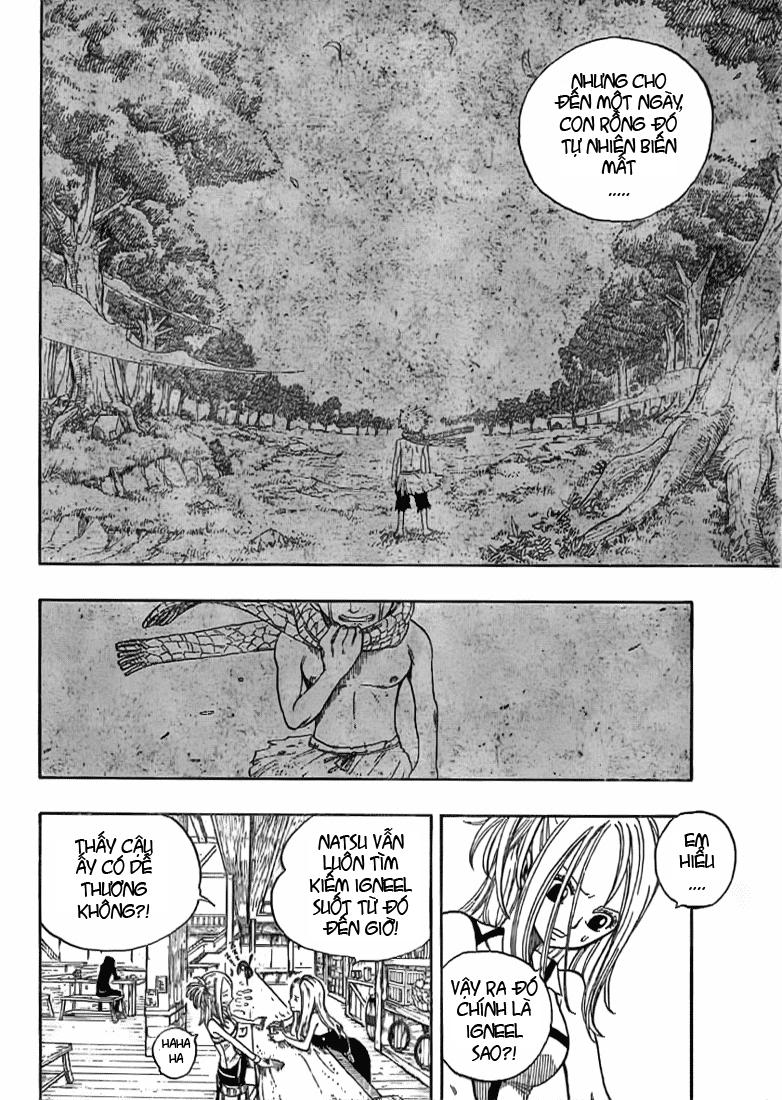 NHƯNG CHO
ĐẾN MỘT NGÀY,
CON RỒNG ĐÓ
TỰ NHIÊN BIẾN
MẤT
.....
EM
HIỂU
....
VẬY RA ĐÓ
CHÍNH LÀ
IGNEEL
SAO?!
NATSU VẪN
LUÔN TÌM
KIẾM IGNEEL
SUỐT TỪ ĐÓ
ĐẾN GIỜ!
THẤY CẬU
ẤY CÓ DỄ
THƯƠNG
KHÔNG?!
HAHA
HA